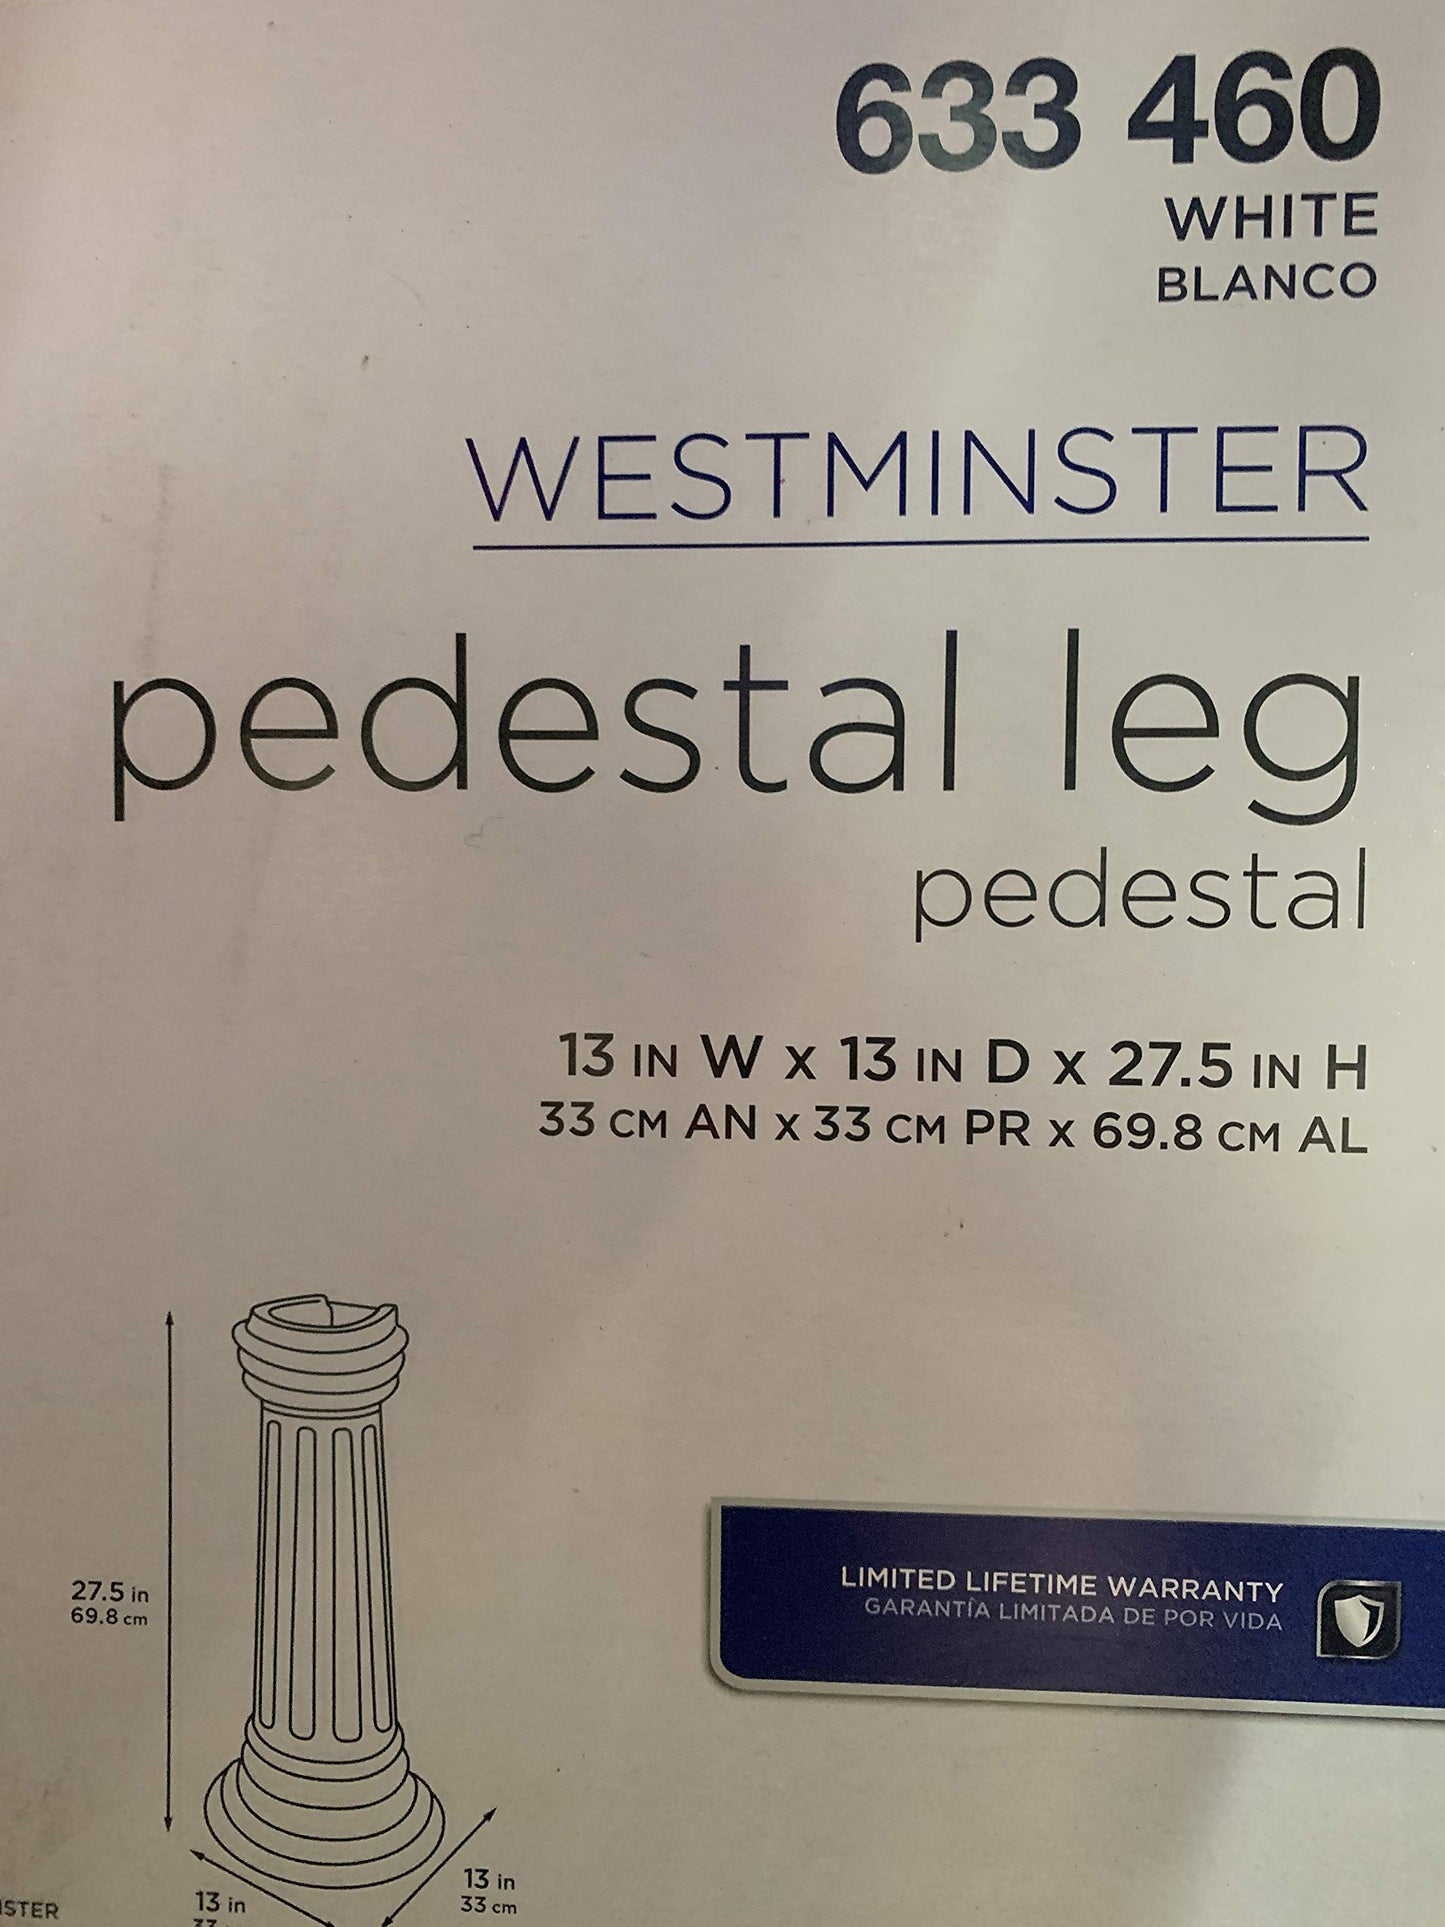 633 460
WHITE
BLANCO
WESTMINSTER
pedestal leg
pedestal
13 IN W x 13 IN D x 27.5 IN H
33 CM AN x 33 CM PR x 69.8 CM AL
LIMITED LIFETIME WARRANTY
GARANTÍA LIMITADA DE POR VIDA
27.5 in
69.8 cm
13 in
33 cm
13 in